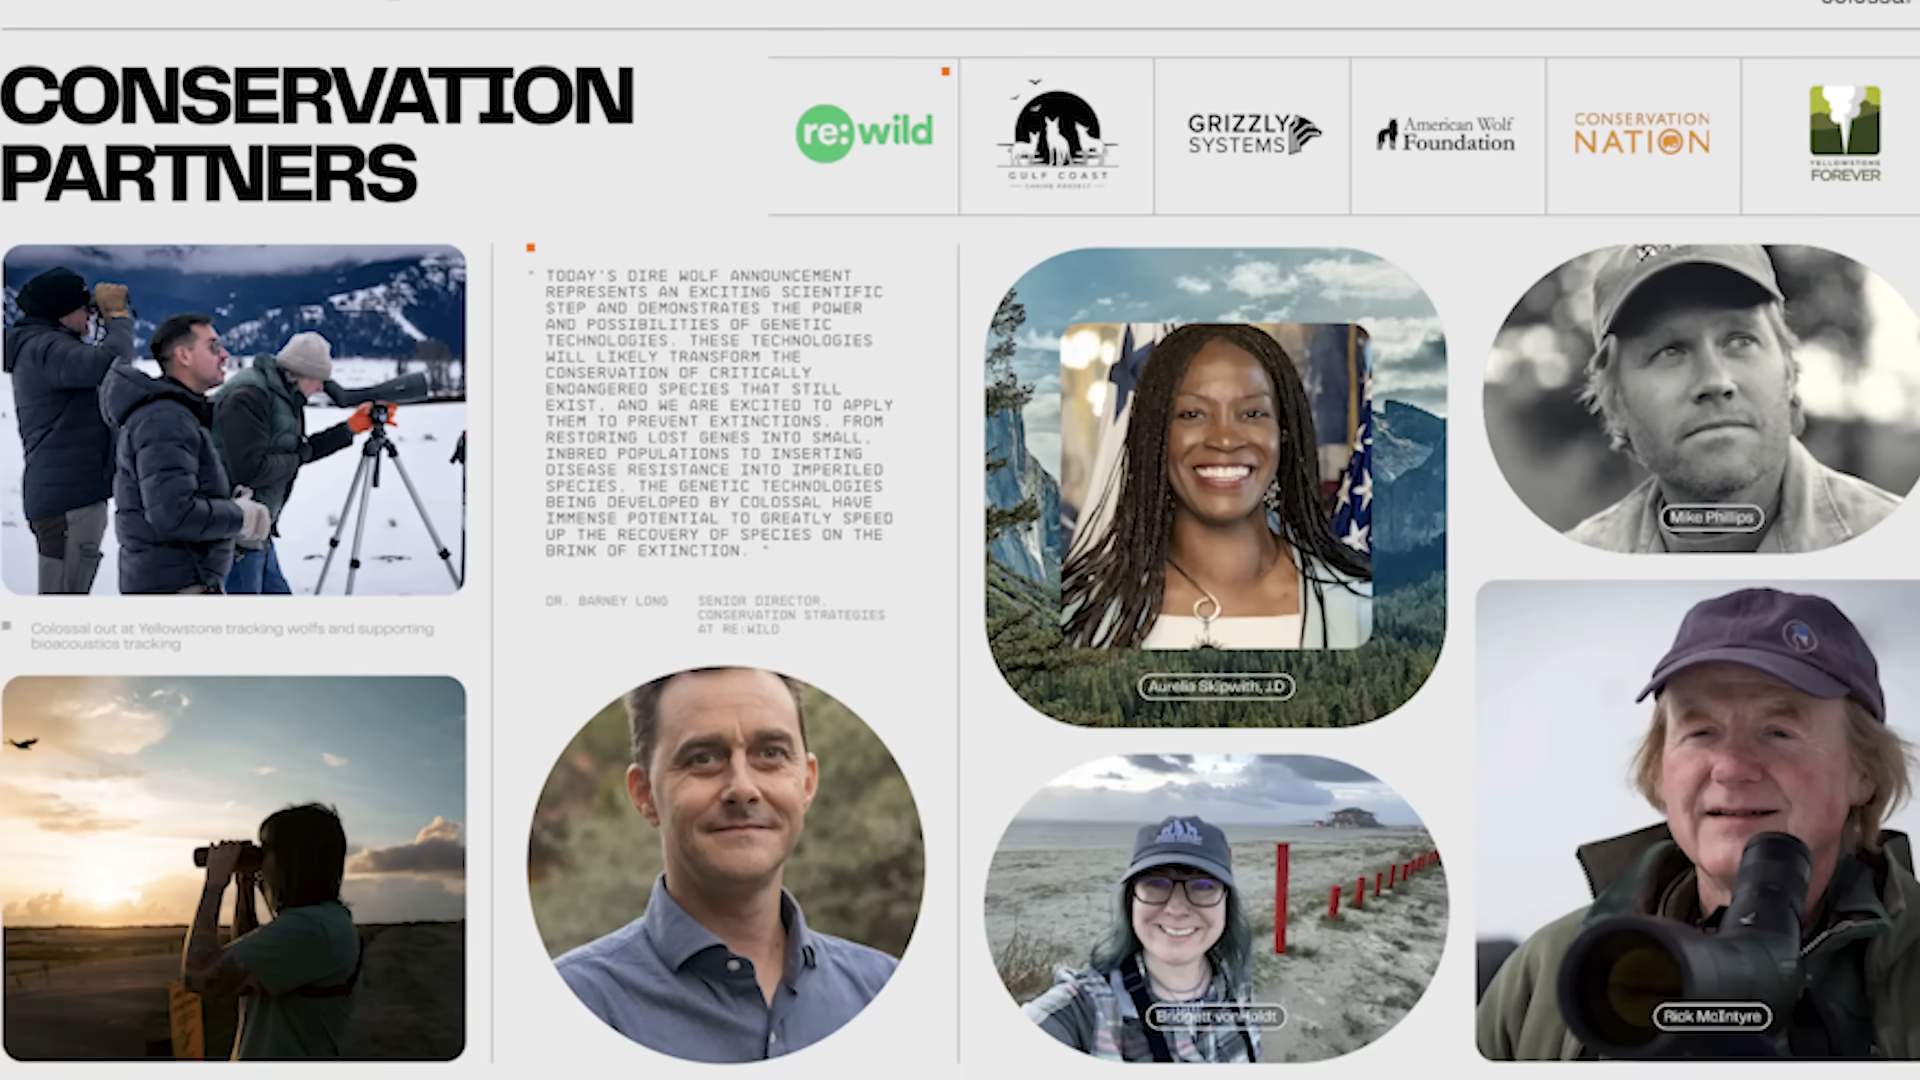 CONSERVATION
PARTNERS
re:wild
GULF COAST
CANINE PROJECT
GRIZZLY
SYSTEMS
American Wolf
Foundation
CONSERVATION
NATION
YELLOWSTONE
FOREVER
" TODAY'S DIRE WOLF ANNOUNCEMENT
REPRESENTS AN EXCITING SCIENTIFIC
STEP AND DEMONSTRATES THE POWER
AND POSSIBILITIES OF GENETIC
TECHNOLOGIES. THESE TECHNOLOGIES
WILL LIKELY TRANSFORM THE
CONSERVATION OF CRITICALLY
ENDANGERED SPECIES THAT STILL
EXIST, AND WE ARE EXCITED TO APPLY
THEM TO PREVENT EXTINCTIONS. FROM
RESTORING LOST GENES INTO SMALL,
INBRED POPULATIONS TO INSERTING
DISEASE RESISTANCE INTO IMPERILED
SPECIES, THE GENETIC TECHNOLOGIES
BEING DEVELOPED BY COLOSSAL HAVE
IMMENSE POTENTIAL TO GREATLY SPEED
UP THE RECOVERY OF SPECIES ON THE
BRINK OF EXTINCTION. "
DR. BARNEY LONG
SENIOR DIRECTOR,
CONSERVATION STRATEGIES
AT RE:WILD
Colossal out at Yellowstone tracking wolfs and supporting
bioacoustics tracking
Aurelia Skipwith, J.D
Mike Phillips
Bridgett vonHoldt
Rick McIntyre